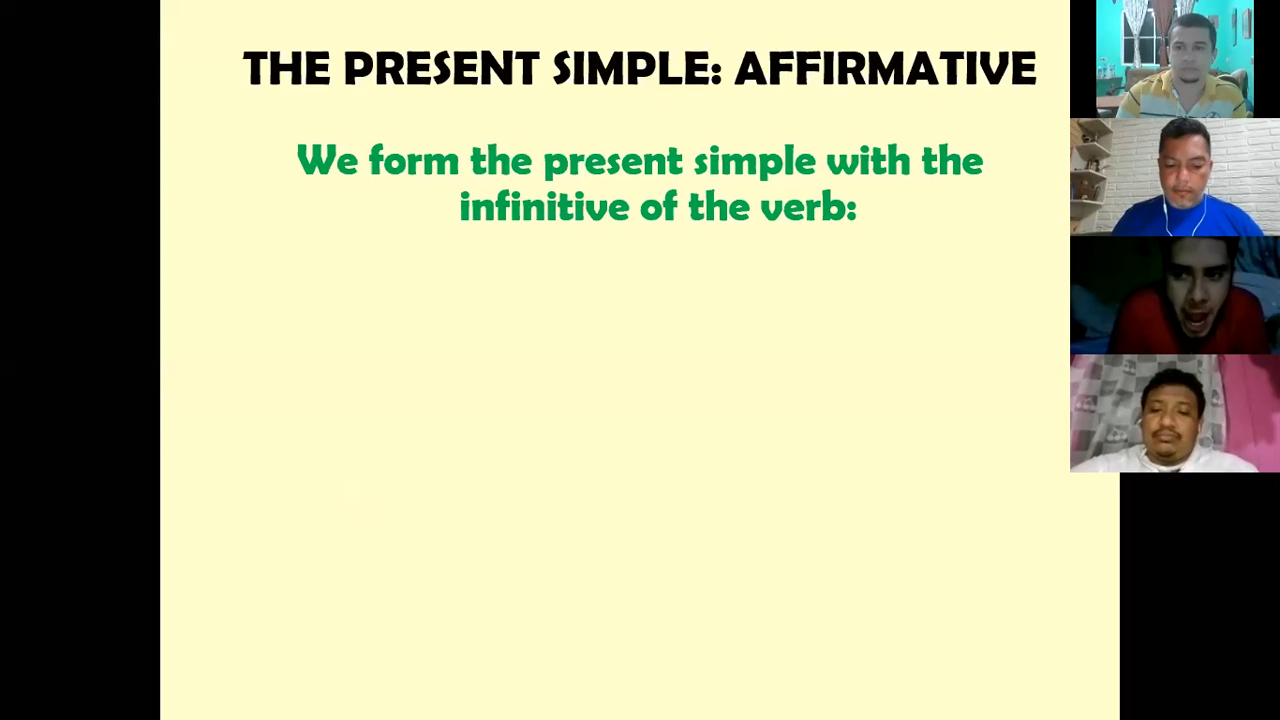 THE PRESENT SIMPLE: AFFIRMATIVE
We form the present simple with the
infinitive of the verb: